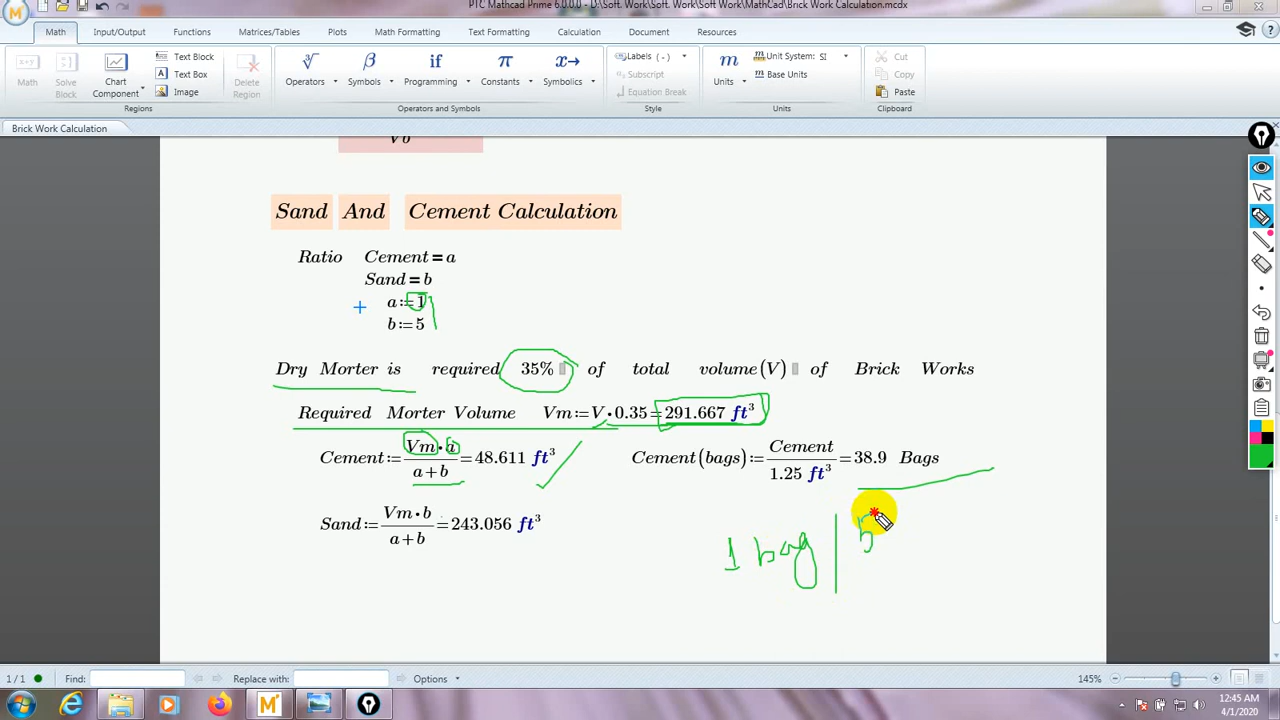 PTC Mathcad Prime 6.0.0.0 - D:\Soft. Work\Soft. Work\Soft Work\Mathcad\Brick Work Calculation.mcdx
Math Input/Output Functions Matrices/Tables Plots Math Formatting Text Formatting Calculation Document Resources
Math Solve Block Chart Component Text Block Text Box Image Delete Region Operators Symbols Programming Constants Symbolics Labels ( - ) Subscript Equation Break Units Unit System: SI Base Units Cut Copy Paste
Regions Operators and Symbols Style Units Clipboard
Brick Work Calculation
Vb
Sand And Cement Calculation
Ratio Cement = a
Sand = b
a := 1
b := 5
Dry Morter is required 35% of total volume (V) of Brick Works
Required Morter Volume Vm := V · 0.35 = 291.667 ft³
Cement := Vm · a / a + b = 48.611 ft³ Cement (bags) := Cement / 1.25 ft³ = 38.9 Bags
Sand := Vm · b / a + b = 243.056 ft³
1 bag | 5
1 / 1 Find: Replace with: Options 145%
12:45 AM
4/1/2020